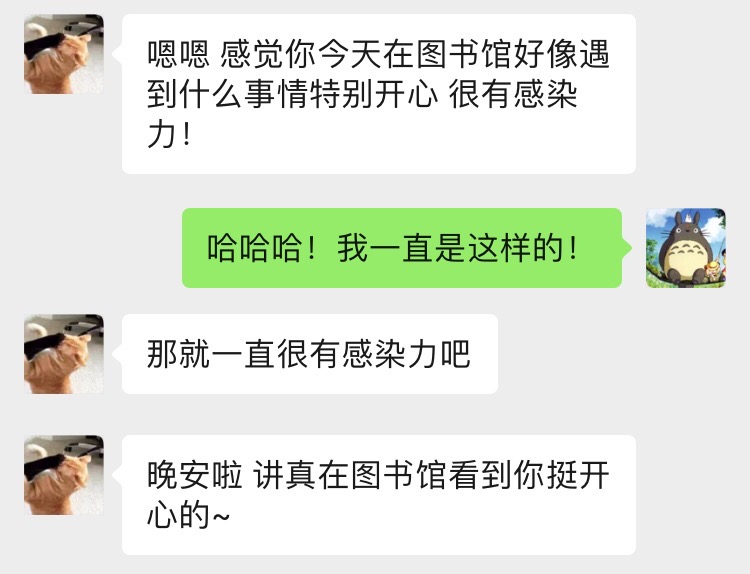 嗯嗯 感觉你今天在图书馆好像遇
到什么事情特别开心 很有感染
力！
哈哈哈！我一直是这样的！
那就一直很有感染力吧
晚安啦 讲真在图书馆看到你挺开
心的~